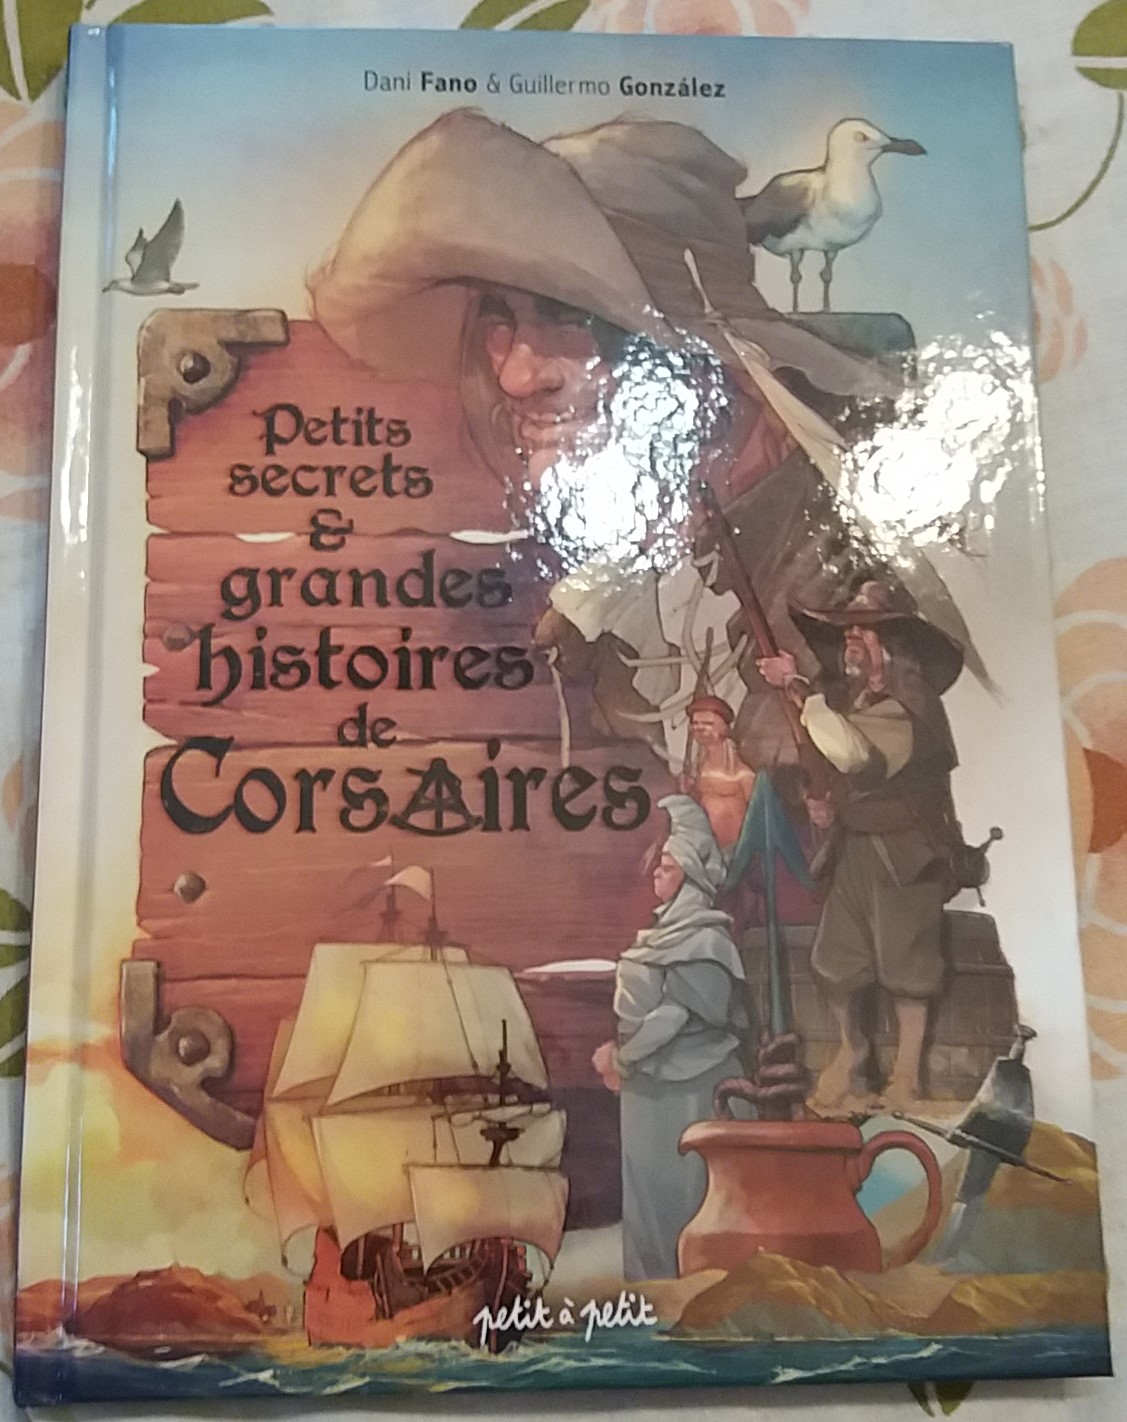 Dani Fano & Guillermo González
Petits
secrets
&
grandes
histoires
de
Corsaires
petit à petit